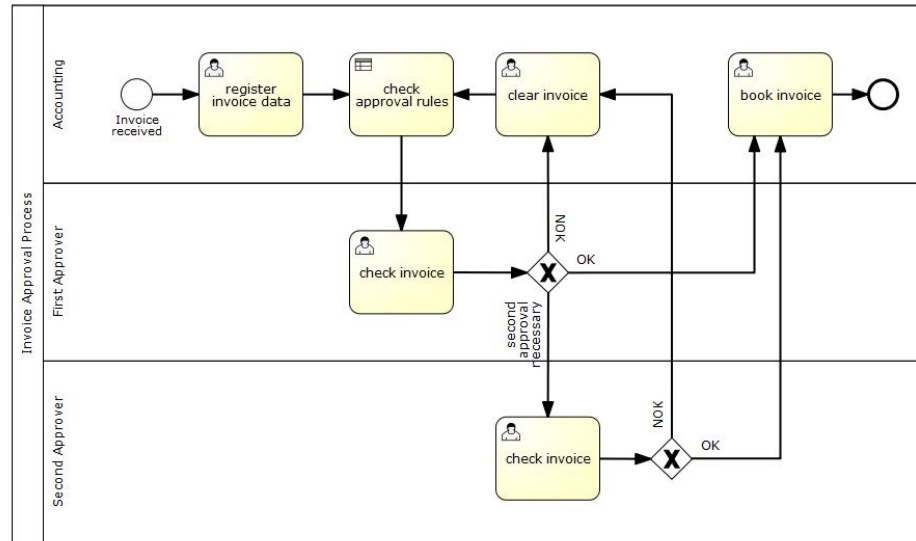 Invoice Approval Process
Accounting
Invoice
received
register
invoice data
check
approval rules
clear invoice
book invoice
First Approver
check invoice
NOK
OK
second
approval
necessary
Second Approver
check invoice
NOK
OK